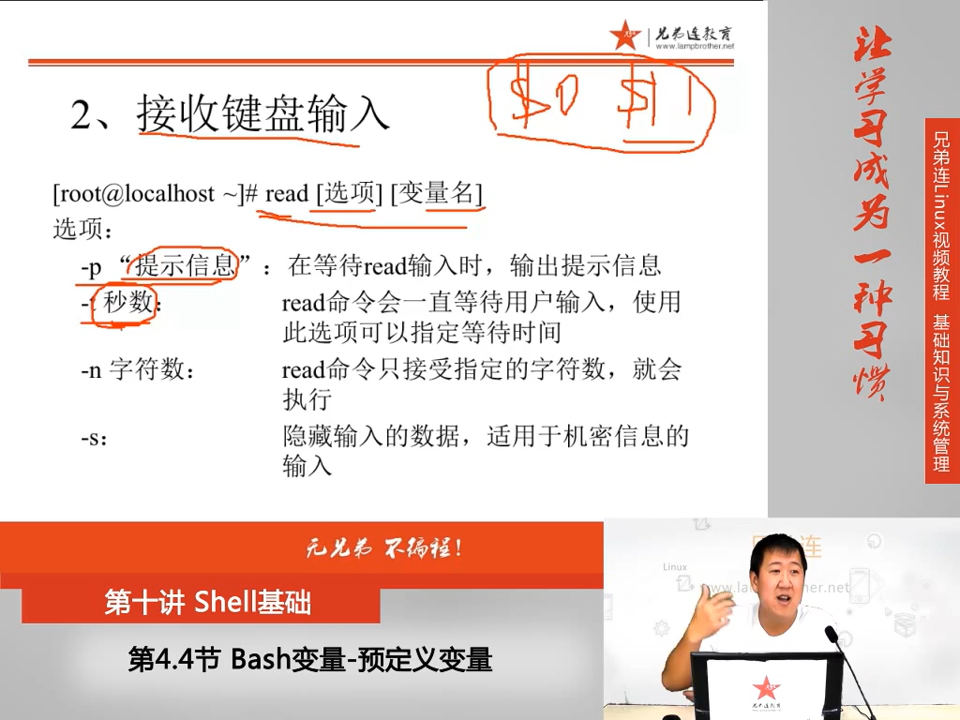 兄弟连教育
www.lampbrother.net
$0 $1 1
2、接收键盘输入
[root@localhost ~]# read [选项] [变量名]
选项：
-p “提示信息”：在等待read输入时，输出提示信息
-t 秒数： read命令会一直等待用户输入，使用
此选项可以指定等待时间
-n 字符数： read命令只接受指定的字符数，就会
执行
-s： 隐藏输入的数据，适用于机密信息的
输入
让学习成为一种习惯
兄弟连Linux视频教程 基础知识与系统管理
无兄弟 不编程！
第十讲 Shell基础
第4.4节 Bash变量-预定义变量
Linux
兄弟连教育